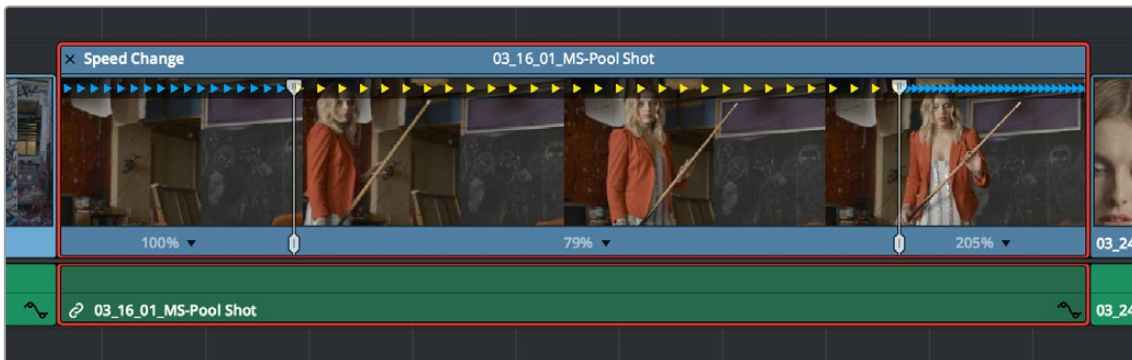 × Speed Change 03_16_01_MS-Pool Shot
100% ▼ 79% ▼ 205% ▼ 03_24
03_16_01_MS-Pool Shot 03_24